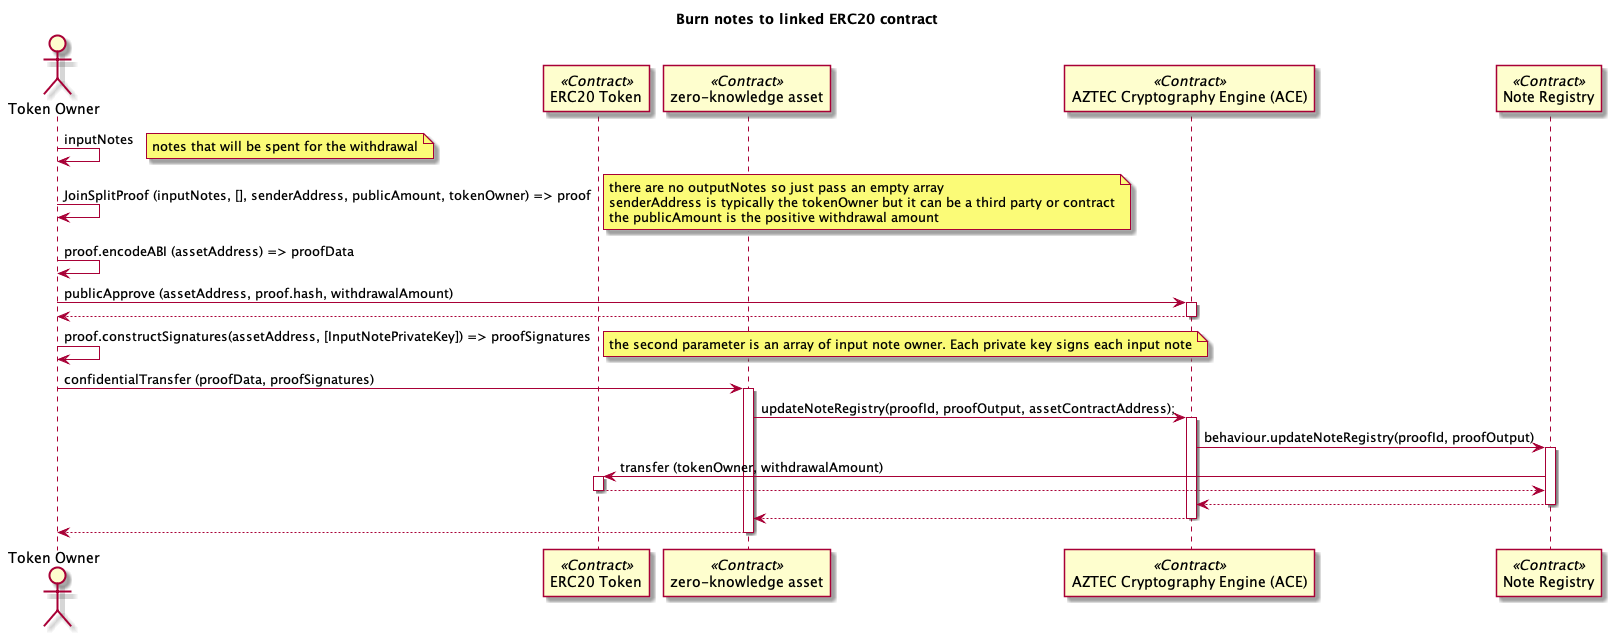 Burn notes to linked ERC20 contract
Token Owner
«Contract»
ERC20 Token
«Contract»
zero-knowledge asset
«Contract»
AZTEC Cryptography Engine (ACE)
«Contract»
Note Registry
inputNotes
notes that will be spent for the withdrawal
JoinSplitProof (inputNotes, [], senderAddress, publicAmount, tokenOwner) => proof
there are no outputNotes so just pass an empty array
senderAddress is typically the tokenOwner but it can be a third party or contract
the publicAmount is the positive withdrawal amount
proof.encodeABI (assetAddress) => proofData
publicApprove (assetAddress, proof.hash, withdrawalAmount)
proof.constructSignatures(assetAddress, [InputNotePrivateKey]) => proofSignatures
the second parameter is an array of input note owner. Each private key signs each input note
confidentialTransfer (proofData, proofSignatures)
updateNoteRegistry(proofId, proofOutput, assetContractAddress);
behaviour.updateNoteRegistry(proofId, proofOutput)
transfer (tokenOwner, withdrawalAmount)
Token Owner
«Contract»
ERC20 Token
«Contract»
zero-knowledge asset
«Contract»
AZTEC Cryptography Engine (ACE)
«Contract»
Note Registry